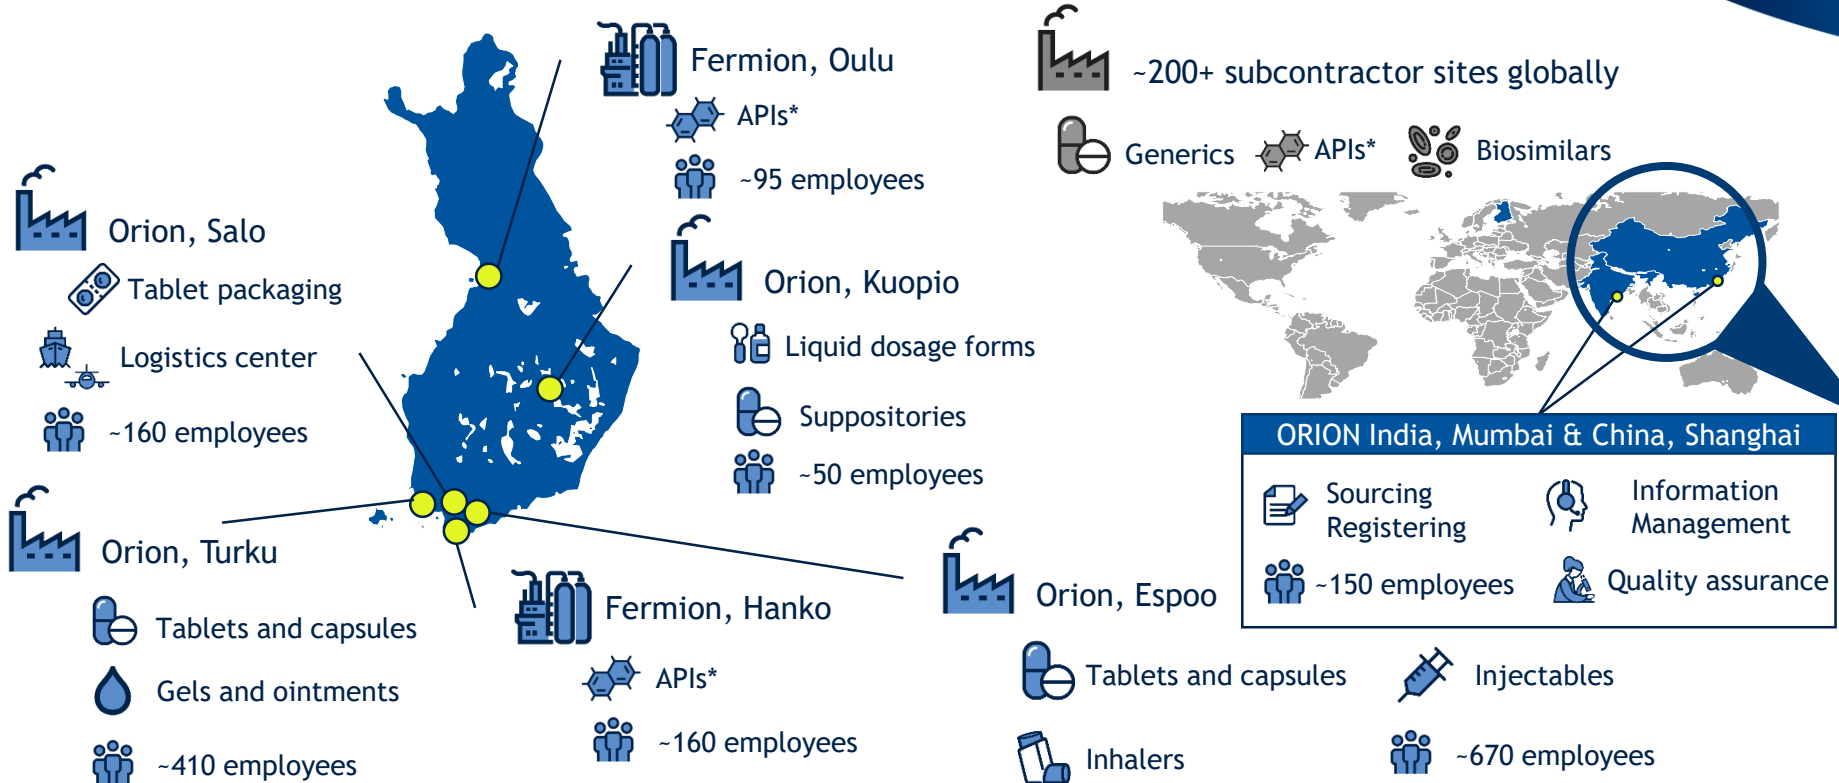 Fermion, Oulu
APIs*
~95 employees
~200+ subcontractor sites globally
Generics
APIs*
Biosimilars
Orion, Salo
Tablet packaging
Logistics center
~160 employees
Orion, Kuopio
Liquid dosage forms
Suppositories
~50 employees
ORION India, Mumbai & China, Shanghai
Sourcing
Registering
Information
Management
~150 employees
Quality assurance
Orion, Turku
Tablets and capsules
Gels and ointments
~410 employees
Fermion, Hanko
APIs*
~160 employees
Orion, Espoo
Tablets and capsules
Injectables
Inhalers
~670 employees